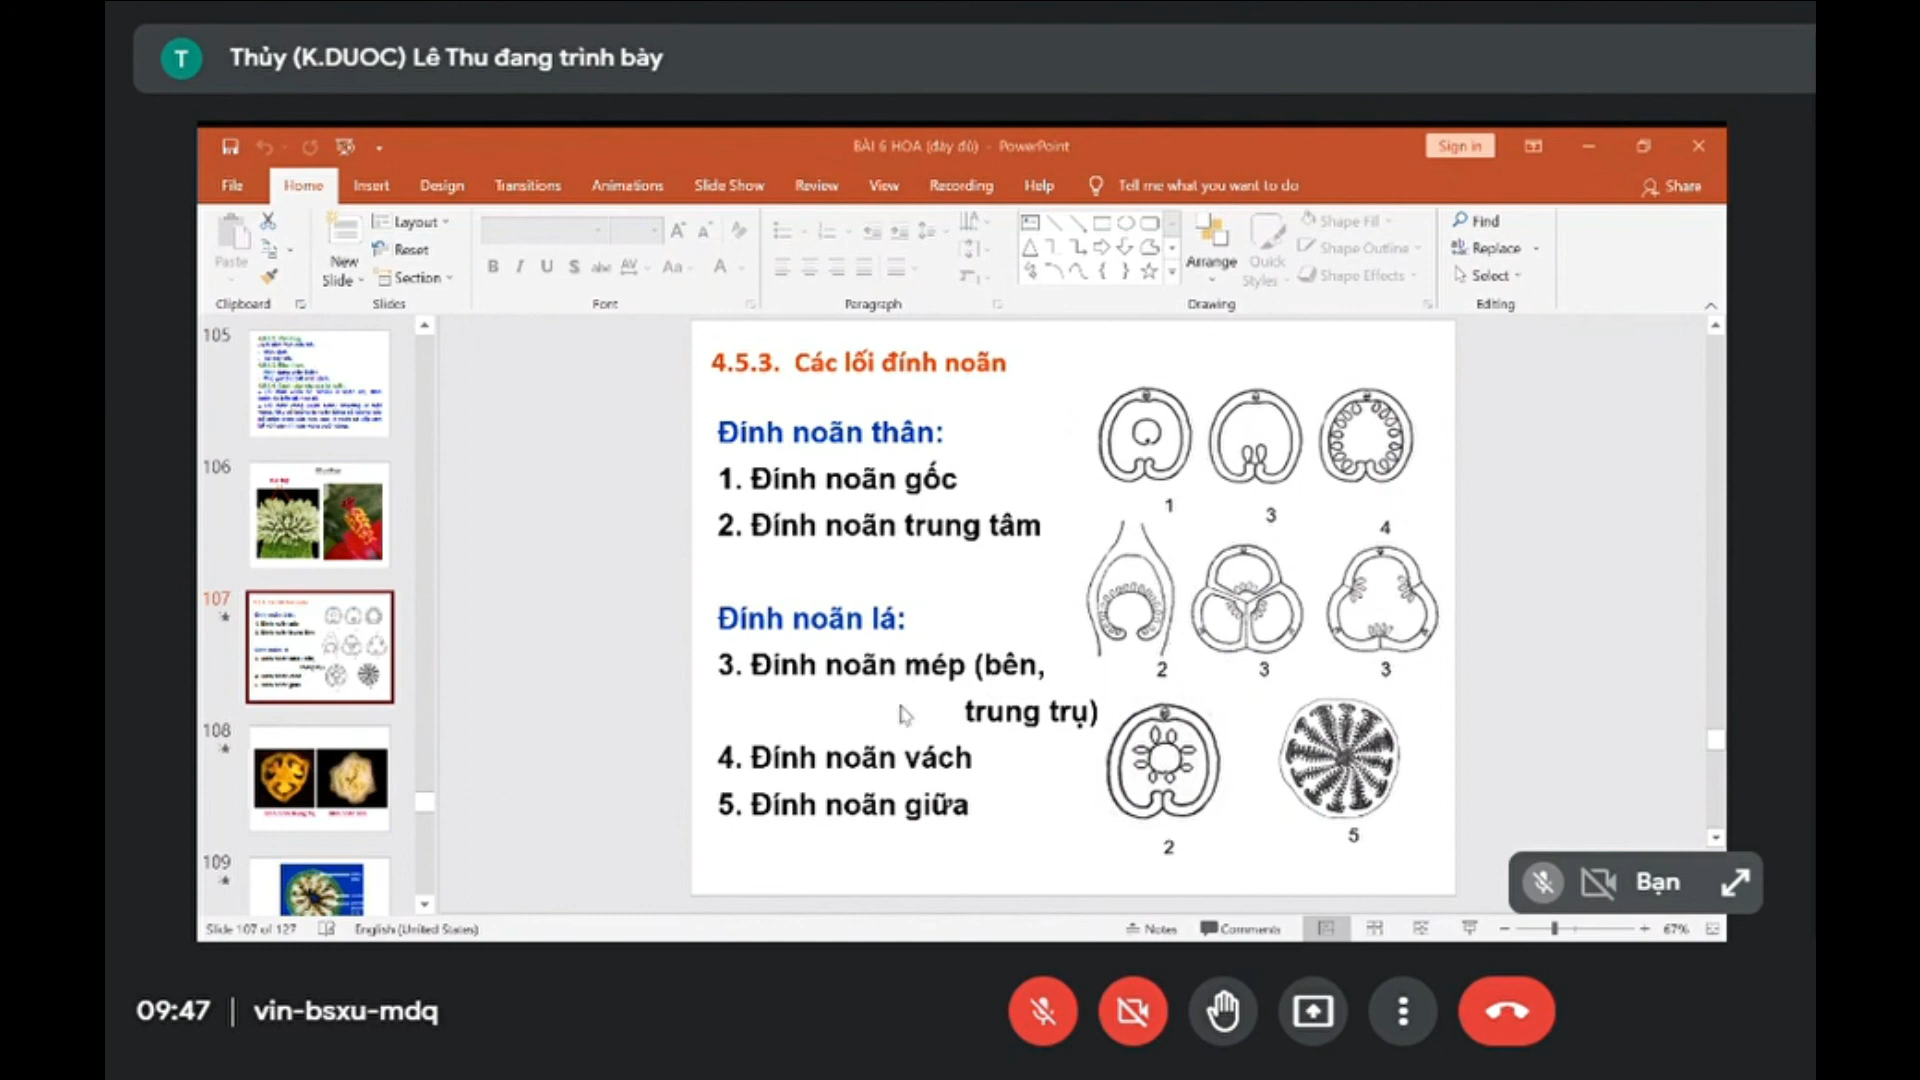 T
Thủy (K.DUOC) Lê Thu đang trình bày
BÀI 6 HOA (đầy đủ) - PowerPoint
Sign in
File Home Insert Design Transitions Animations Slide Show Review View Recording Help Tell me what you want to do Share
Paste
Clipboard
New Slide
Layout
Reset
Section
Slides
B I U S abc AV Aa A
Font
Paragraph
Arrange
Quick Styles
Shape Fill
Shape Outline
Shape Effects
Drawing
Find
Replace
Select
Editing
105
106
107
108
109
4.5.3. Các lối đính noãn
Đính noãn thân:
1. Đính noãn gốc
2. Đính noãn trung tâm
Đính noãn lá:
3. Đính noãn mép (bên,
trung trụ)
4. Đính noãn vách
5. Đính noãn giữa
1
3
4
2
3
3
2
5
Bạn
Slide 107 of 127
English (United States)
Notes
Comments
67%
09:47 | vin-bsxu-mdq